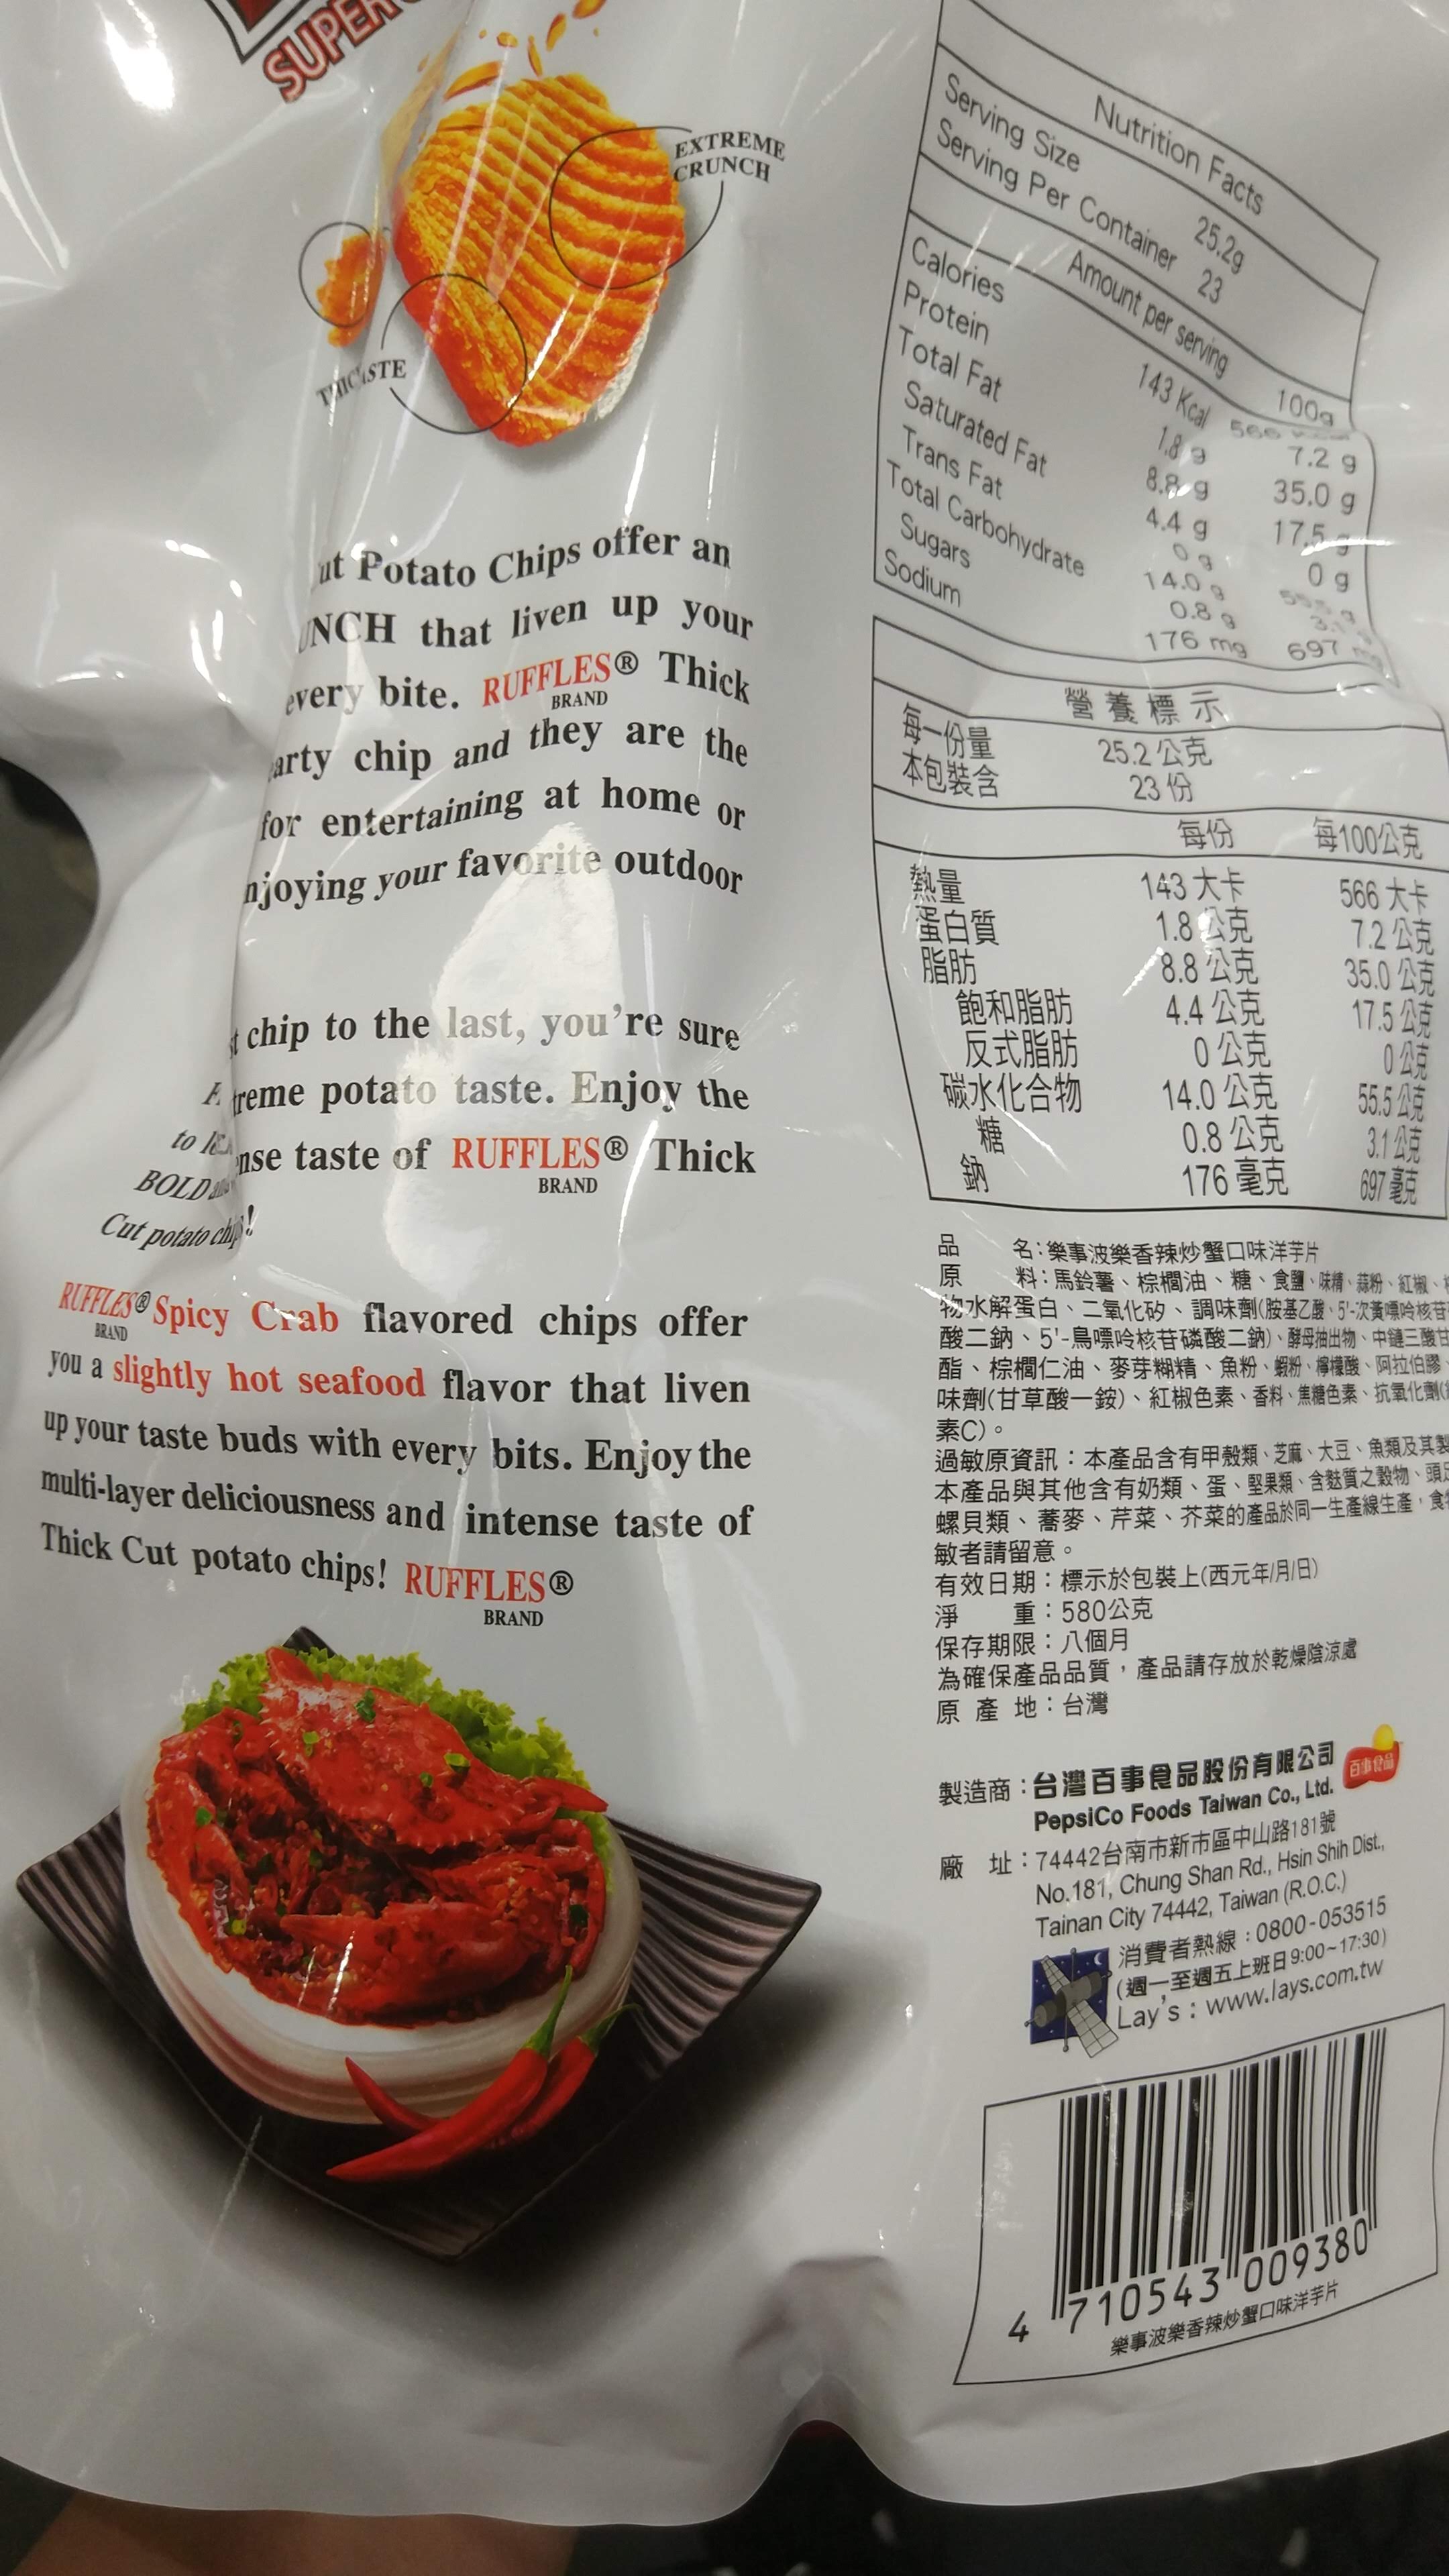 SUPER
EXTREME
CRUNCH
THIC ASTE
ut Potato Chips offer an
UNCH that liven up your
every bite. RUFFLES® Thick
BRAND
arty chip and they are the
for entertaining at home or
njoying your favorite outdoor
t chip to the last, you're sure
treme potato taste. Enjoy the
to
nse taste of RUFFLES® Thick
BRAND
BOLD
Cut potato chips!
RUFFLES® Spicy Crab flavored chips offer
BRAND
you a slightly hot seafood flavor that liven
up your taste buds with every bits. Enjoy the
multi-layer deliciousness and intense taste of
Thick Cut potato chips! RUFFLES®
BRAND
Nutrition Facts
Serving Size 25.2g
Serving Per Container 23
Amount per serving 100g
Calories 143 Kcal 566
Protein 1.8 g 7.2 g
Total Fat 8.8 g 35.0 g
Saturated Fat 4.4 g 17.5 g
Trans Fat 0 g 0 g
Total Carbohydrate 14.0 g 55.5 g
Sugars 0.8 g 3.1 g
Sodium 176 mg 697 mg
營養標示
每一份量 25.2 公克
本包裝含 23 份
每份 每100公克
熱量 143 大卡 566 大卡
蛋白質 1.8 公克 7.2 公克
脂肪 8.8 公克 35.0 公克
飽和脂肪 4.4 公克 17.5 公克
反式脂肪 0 公克 0 公克
碳水化合物 14.0 公克 55.5 公克
糖 0.8 公克 3.1 公克
鈉 176 毫克 697 毫克
品 名:樂事波樂香辣炒蟹口味洋芋片
原 料:馬鈴薯、棕櫚油、糖、食鹽、味精、蒜粉、紅椒、
物水解蛋白、二氧化矽、調味劑(胺基乙酸、5'-次黃嘌呤核苷
酸二鈉、5'-鳥嘌呤核苷磷酸二鈉)、酵母抽出物、中鏈三酸甘
酯、棕櫚仁油、麥芽糊精、魚粉、蝦粉、檸檬酸、阿拉伯膠、
味劑(甘草酸一銨)、紅椒色素、香料、焦糖色素、抗氧化劑(
素C)。
過敏原資訊：本產品含有甲殼類、芝麻、大豆、魚類及其製
本產品與其他含有奶類、蛋、堅果類、含麩質之穀物、頭足
螺貝類、蕎麥、芹菜、芥菜的產品於同一生產線生產，食物
敏者請留意。
有效日期：標示於包裝上(西元年/月/日)
淨 重：580公克
保存期限：八個月
為確保產品品質，產品請存放於乾燥陰涼處
原 產 地：台灣
製造商：台灣百事食品股份有限公司 百事食品
PepsiCo Foods Taiwan Co., Ltd.
廠 址：74442台南市新市區中山路181號
No.181, Chung Shan Rd., Hsin Shih Dist.,
Tainan City 74442, Taiwan (R.O.C.)
消費者熱線：0800-053515
(週一至週五上班日9:00~17:30)
Lay's : www.lays.com.tw
4 710543 009380
樂事波樂香辣炒蟹口味洋芋片